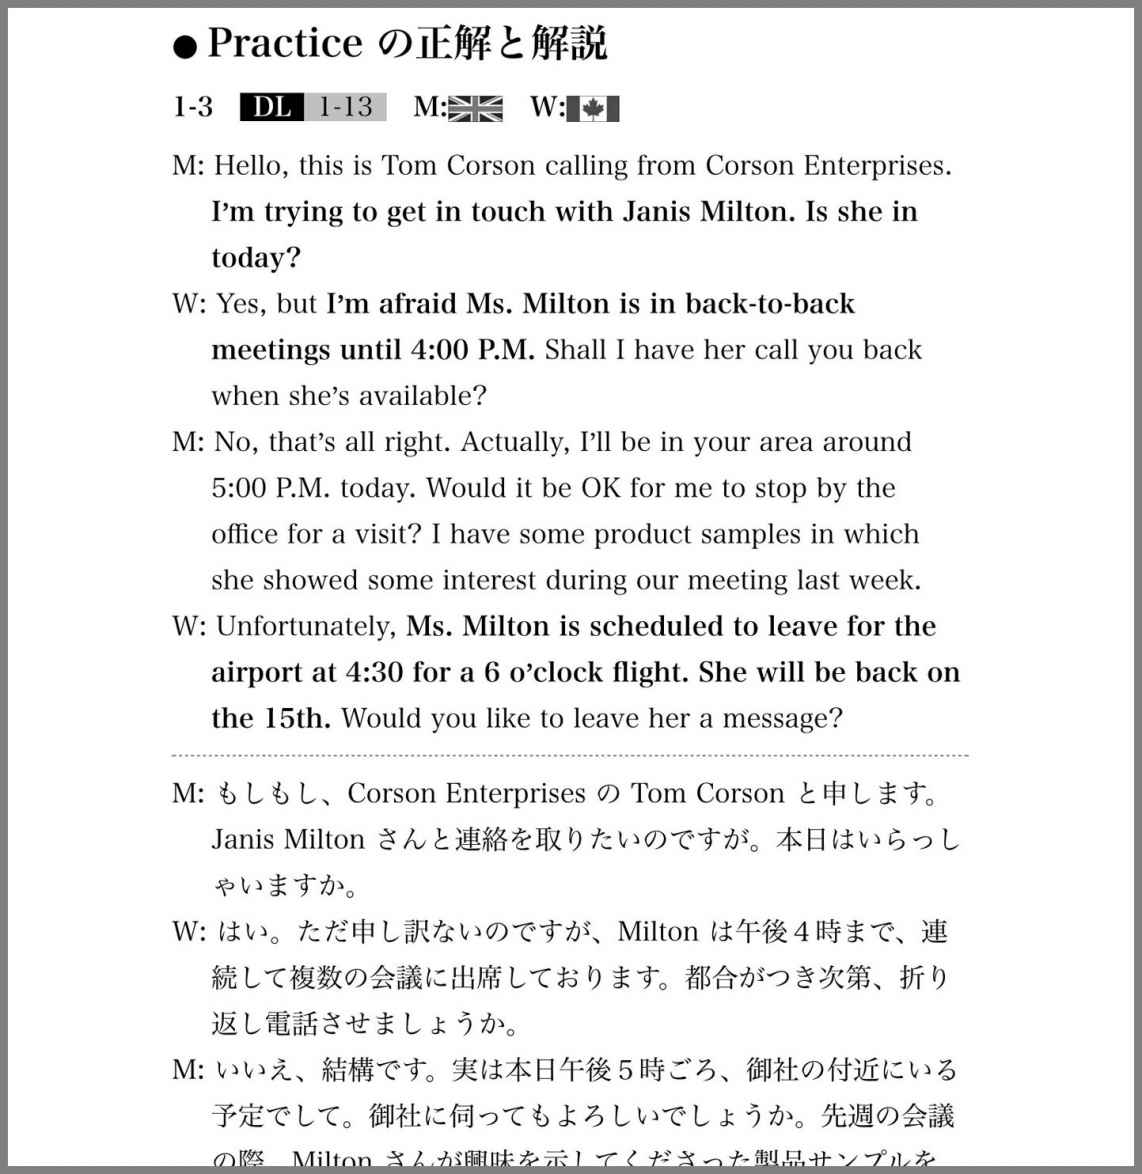 ● Practice の正解と解説
1-3 DL 1-13 M: W:
M: Hello, this is Tom Corson calling from Corson Enterprises.
I’m trying to get in touch with Janis Milton. Is she in
today?
W: Yes, but I’m afraid Ms. Milton is in back-to-back
meetings until 4:00 P.M. Shall I have her call you back
when she’s available?
M: No, that’s all right. Actually, I’ll be in your area around
5:00 P.M. today. Would it be OK for me to stop by the
office for a visit? I have some product samples in which
she showed some interest during our meeting last week.
W: Unfortunately, Ms. Milton is scheduled to leave for the
airport at 4:30 for a 6 o’clock flight. She will be back on
the 15th. Would you like to leave her a message?
M: もしもし、Corson Enterprises の Tom Corson と申します。
Janis Milton さんと連絡を取りたいのですが。本日はいらっし
ゃいますか。
W: はい。ただ申し訳ないのですが、Milton は午後４時まで、連
続して複数の会議に出席しております。都合がつき次第、折り
返し電話させましょうか。
M: いいえ、結構です。実は本日午後５時ごろ、御社の付近にいる
予定でして。御社に伺ってもよろしいでしょうか。先週の会議
の際、Milton さんが興味を示してくださった製品サンプルを